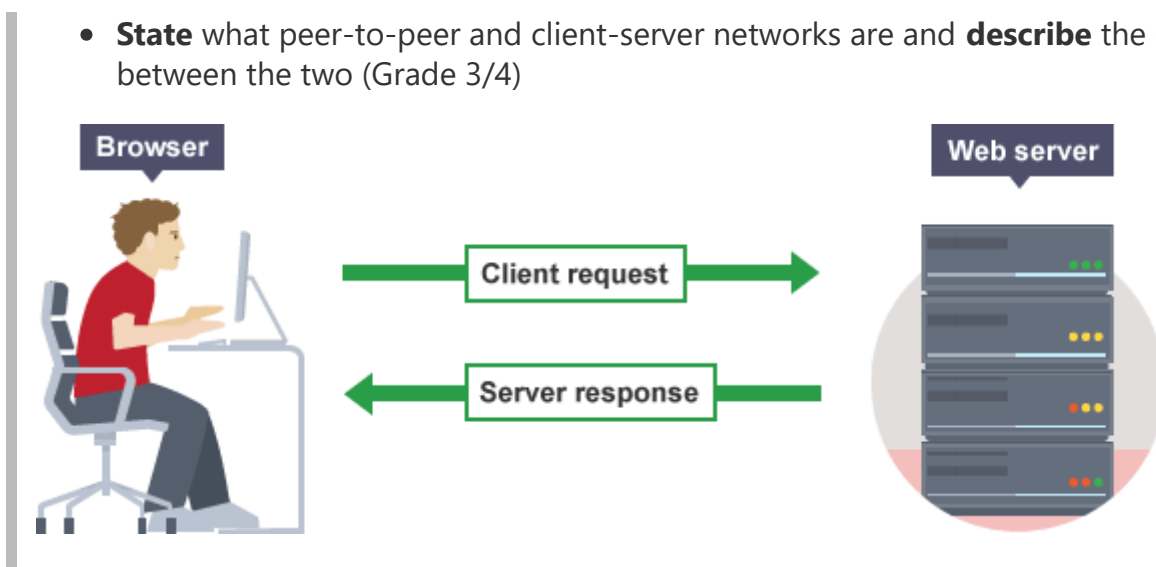 • State what peer-to-peer and client-server networks are and describe the
between the two (Grade 3/4)
Browser
Web server
Client request
Server response